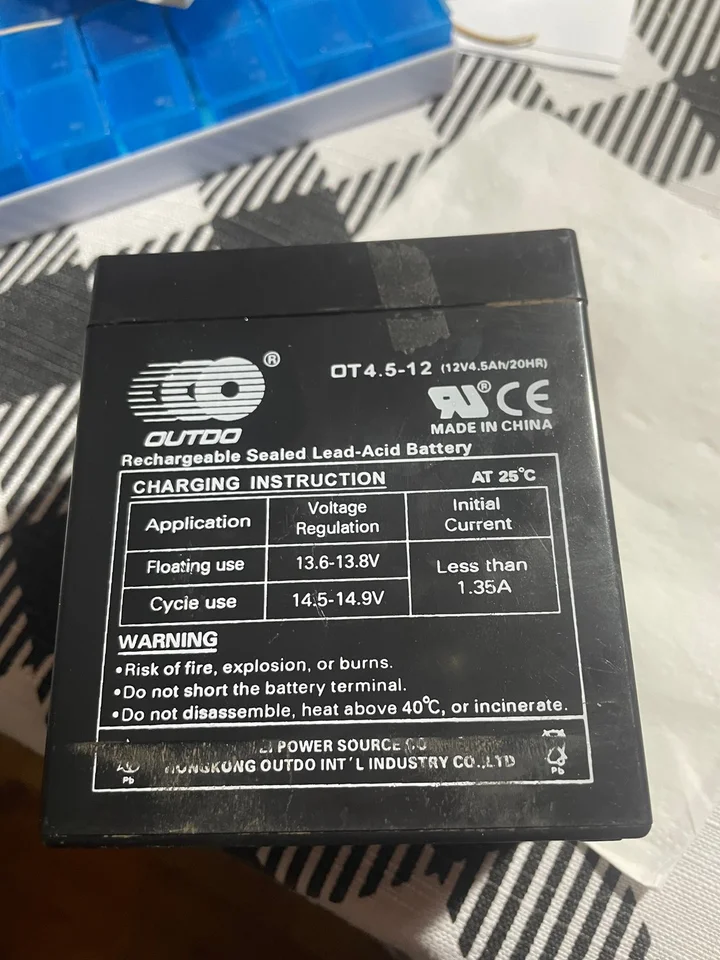 ®
OT4.5-12 (12V4.5Ah/20HR)
OUTDO
®
CE
MADE IN CHINA
Rechargeable Sealed Lead-Acid Battery
CHARGING INSTRUCTION AT 25°C
Application Voltage Regulation Initial Current
Floating use 13.6-13.8V Less than 1.35A
Cycle use 14.5-14.9V
WARNING
•Risk of fire, explosion, or burns.
•Do not short the battery terminal.
•Do not disassemble, heat above 40°C, or incinerate.
POWER SOURCE CO
HONGKONG OUTDO INT'L INDUSTRY CO.,LTD
Pb Pb